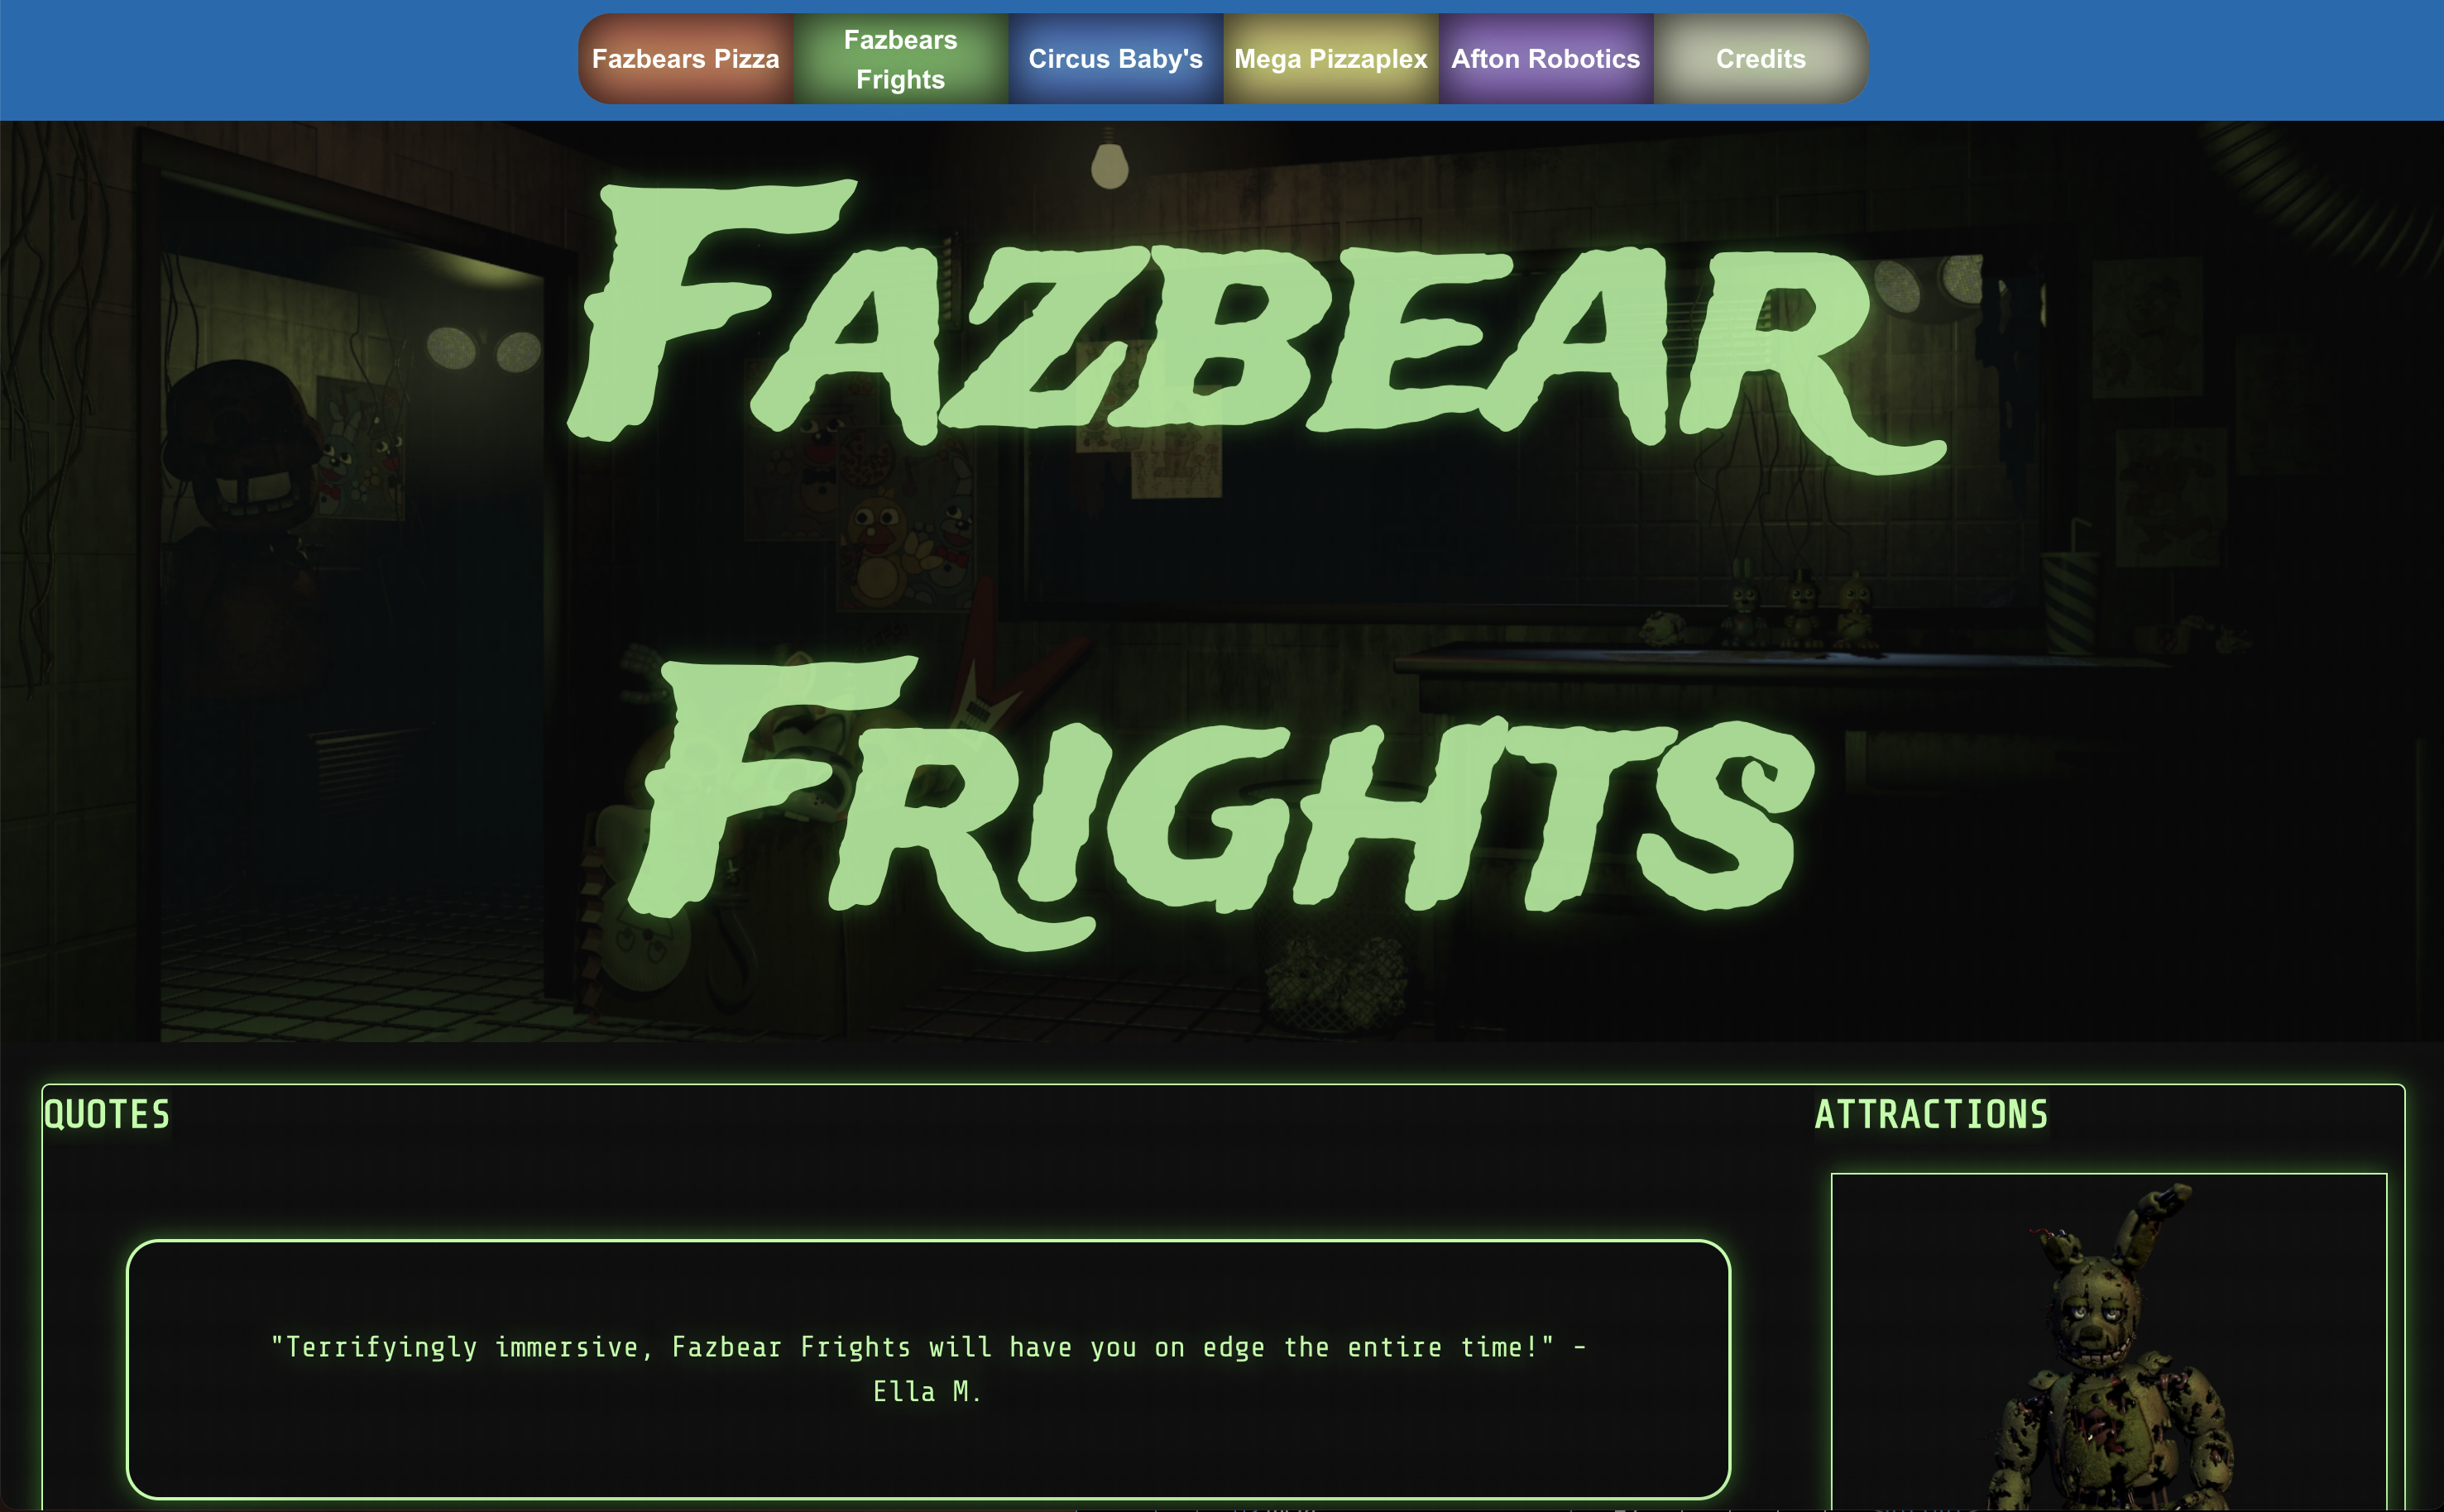 Fazbears Pizza
Fazbears
Frights
Circus Baby's
Mega Pizzaplex
Afton Robotics
Credits
FAZBEAR
FRIGHTS
QUOTES
ATTRACTIONS
"Terrifyingly immersive, Fazbear Frights will have you on edge the entire time!" –
Ella M.